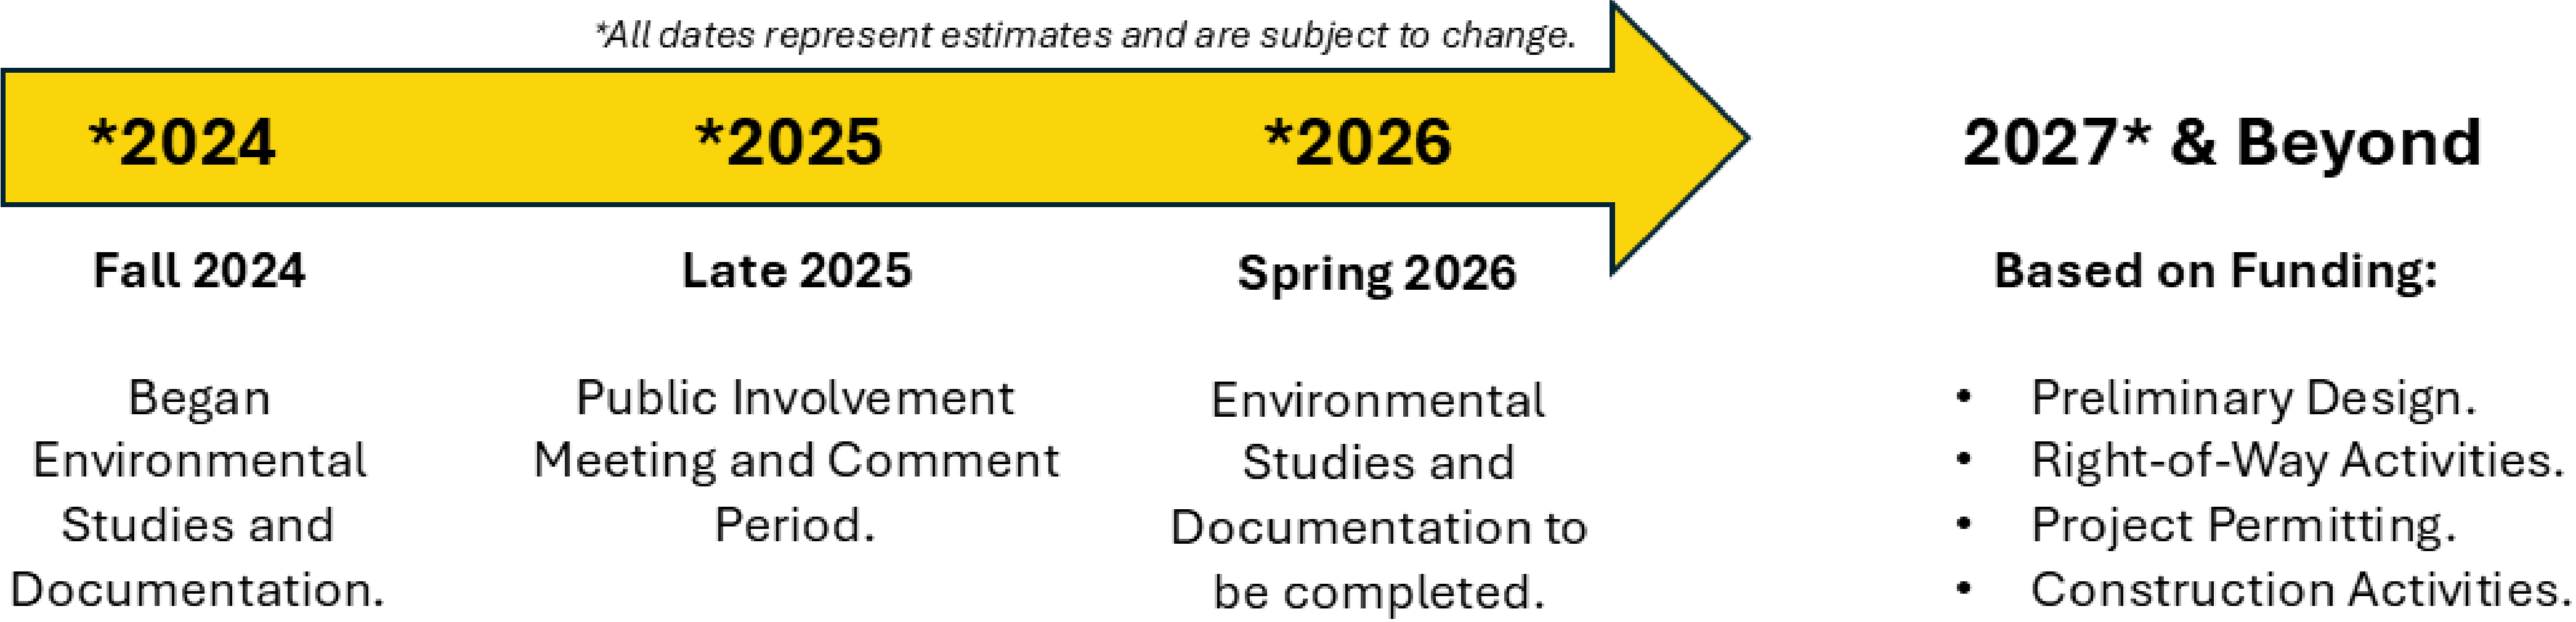 *All dates represent estimates and are subject to change.
*2024
*2025
*2026
2027* & Beyond
Fall 2024
Began
Environmental
Studies and
Documentation.
Late 2025
Public Involvement
Meeting and Comment
Period.
Spring 2026
Environmental
Studies and
Documentation to
be completed.
Based on Funding:
• Preliminary Design.
• Right-of-Way Activities.
• Project Permitting.
• Construction Activities.